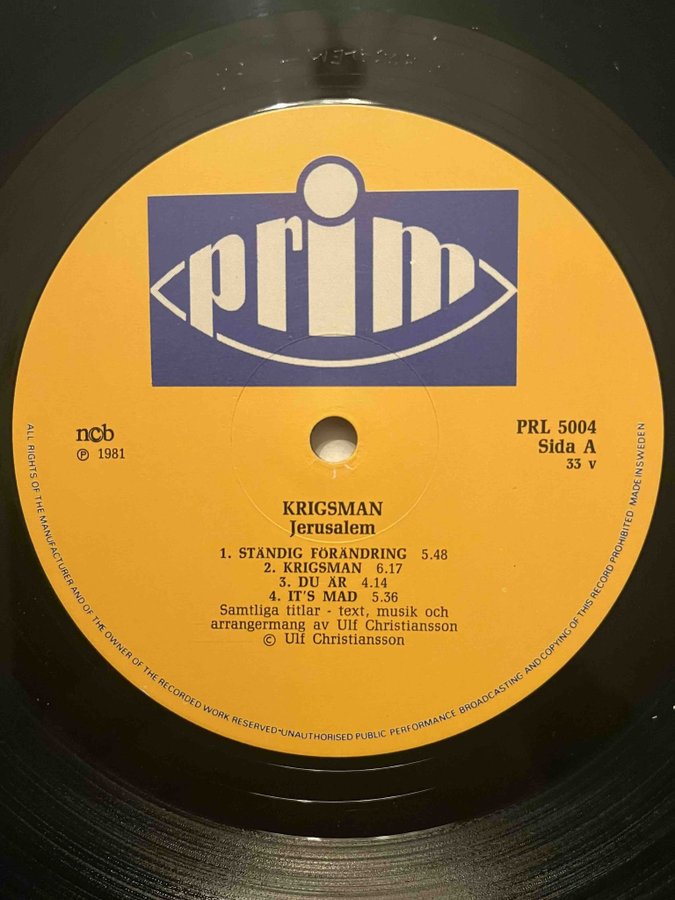 prim
ncb
℗ 1981
PRL 5004
Sida A
33 v
KRIGSMAN
Jerusalem
1. STÄNDIG FÖRÄNDRING 5.48
2. KRIGSMAN 6.17
3. DU ÄR 4.14
4. IT'S MAD 5.36
Samtliga titlar - text, musik och
arrangermang av Ulf Christiansson
© Ulf Christiansson
ALL RIGHTS OF THE MANUFACTURER AND OF THE OWNER OF THE RECORDED WORK RESERVED•UNAUTHORISED PUBLIC PERFORMANCE BROADCASTING AND COPYING OF THIS RECORD PROHIBITED MADE IN SWEDEN